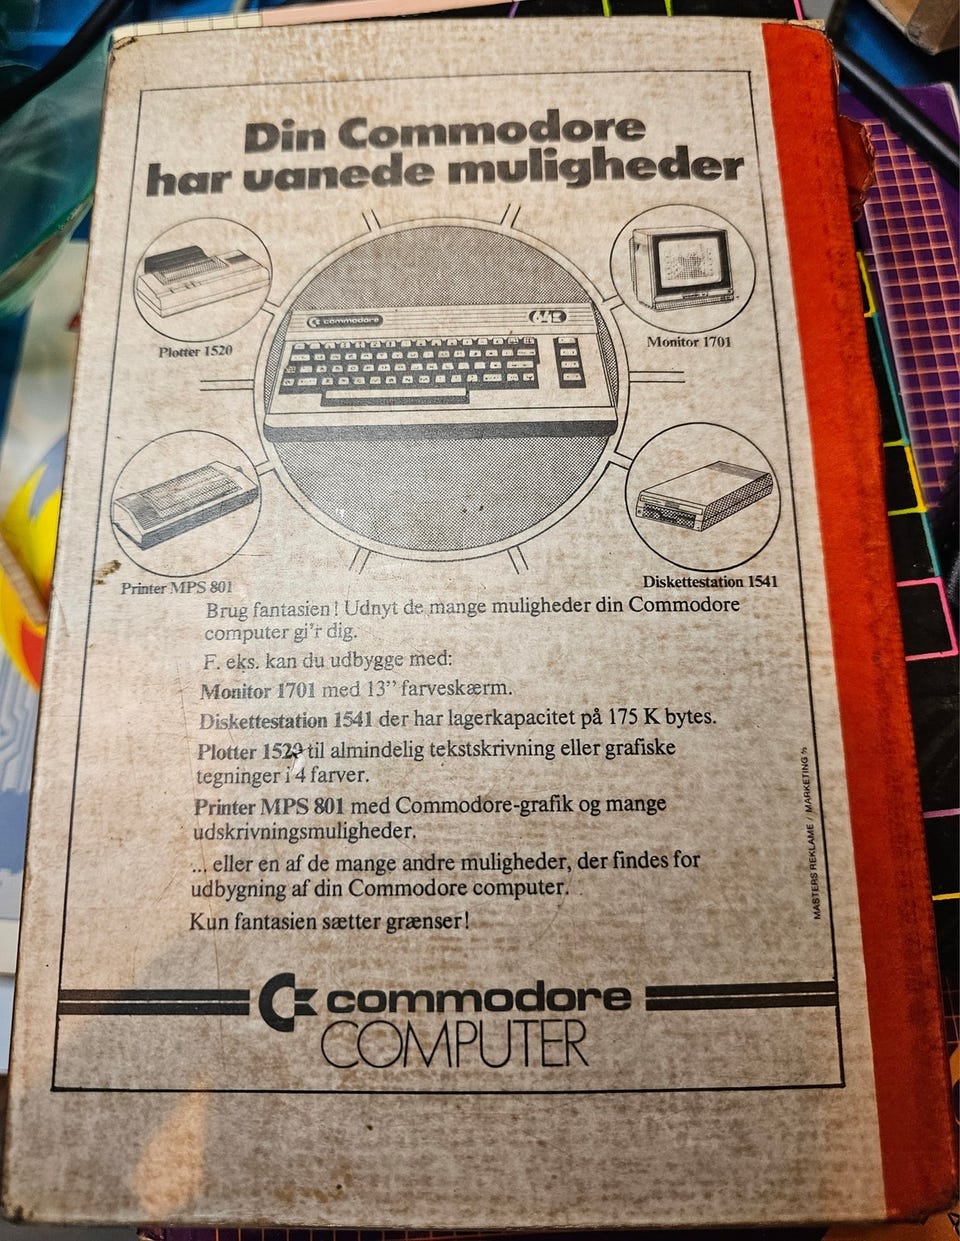 Din Commodore
har uanede muligheder
commodore
64
Plotter 1520
Monitor 1701
Printer MPS 801
Diskettestation 1541
Brug fantasien! Udnyt de mange muligheder din Commodore
computer gi'r dig.
F. eks. kan du udbygge med:
Monitor 1701 med 13” farveskærm.
Diskettestation 1541 der har lagerkapacitet på 175 K bytes.
Plotter 1520 til almindelig tekstskrivning eller grafiske
tegninger i 4 farver.
Printer MPS 801 med Commodore-grafik og mange
udskrivningsmuligheder.
... eller en af de mange andre muligheder, der findes for
udbygning af din Commodore computer.
Kun fantasien sætter grænser!
MASTERS REKLAME / MARKETING
commodore
COMPUTER